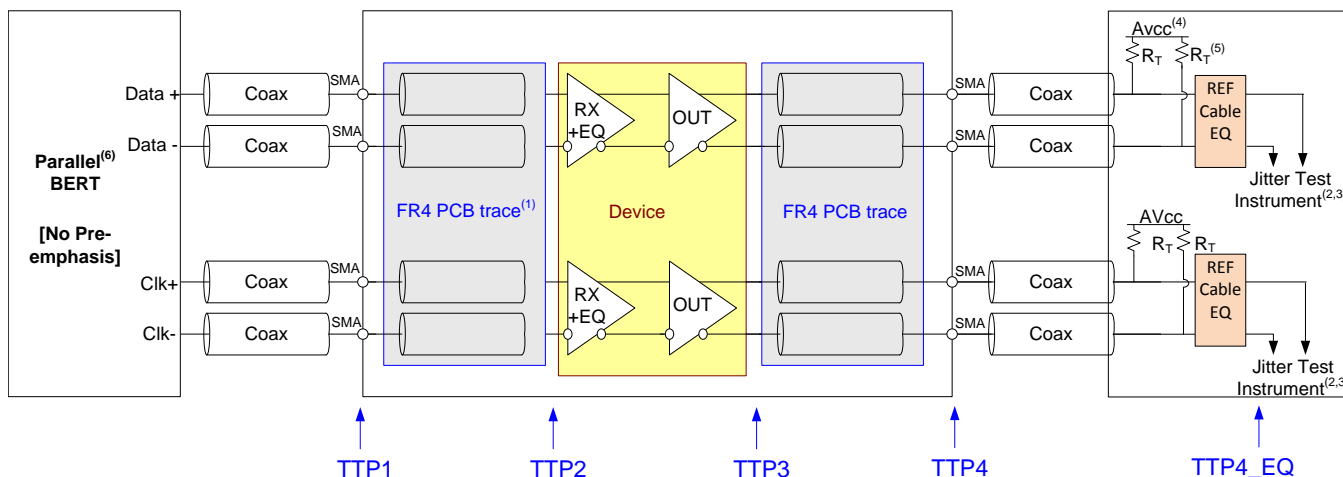 Avcc(4)
RT
RT(5)
Data +
Coax
SMA
RX
+EQ
OUT
SMA
Coax
REF
Cable
EQ
Data -
Coax
SMA
SMA
Coax
Parallel(6)
BERT
[No Pre-
emphasis]
FR4 PCB trace(1)
Device
FR4 PCB trace
Jitter Test
Instrument(2,3)
AVcc
RT
RT
Clk+
Coax
SMA
RX
+EQ
OUT
SMA
Coax
REF
Cable
EQ
Clk-
Coax
SMA
SMA
Coax
Jitter Test
Instrument(2,3
TTP1
TTP2
TTP3
TTP4
TTP4_EQ